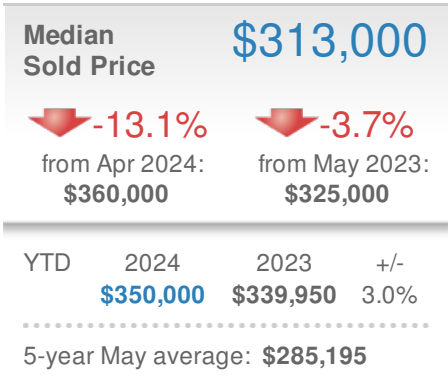 Median $313,000
Sold Price
-13.1% -3.7%
from Apr 2024: from May 2023:
$360,000 $325,000
YTD 2024 2023 +/-
$350,000 $339,950 3.0%
5-year May average: $285,195